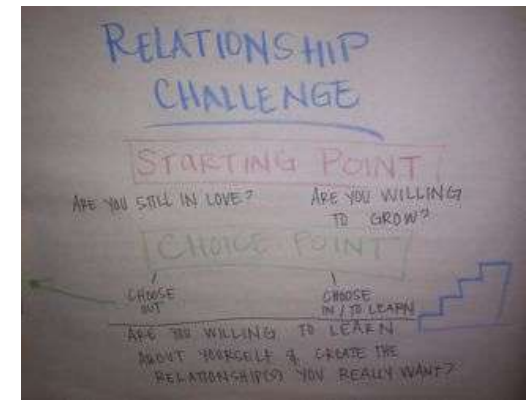 RELATIONSHIP
CHALLENGE
STARTING POINT
ARE YOU STILL IN LOVE?
ARE YOU WILLING
TO GROW?
CHOICE POINT
CHOOSE
OUT
CHOOSE
IN / TO LEARN
ARE YOU WILLING TO LEARN
ABOUT YOURSELF & CREATE THE
RELATIONSHIP(S) YOU REALLY WANT?